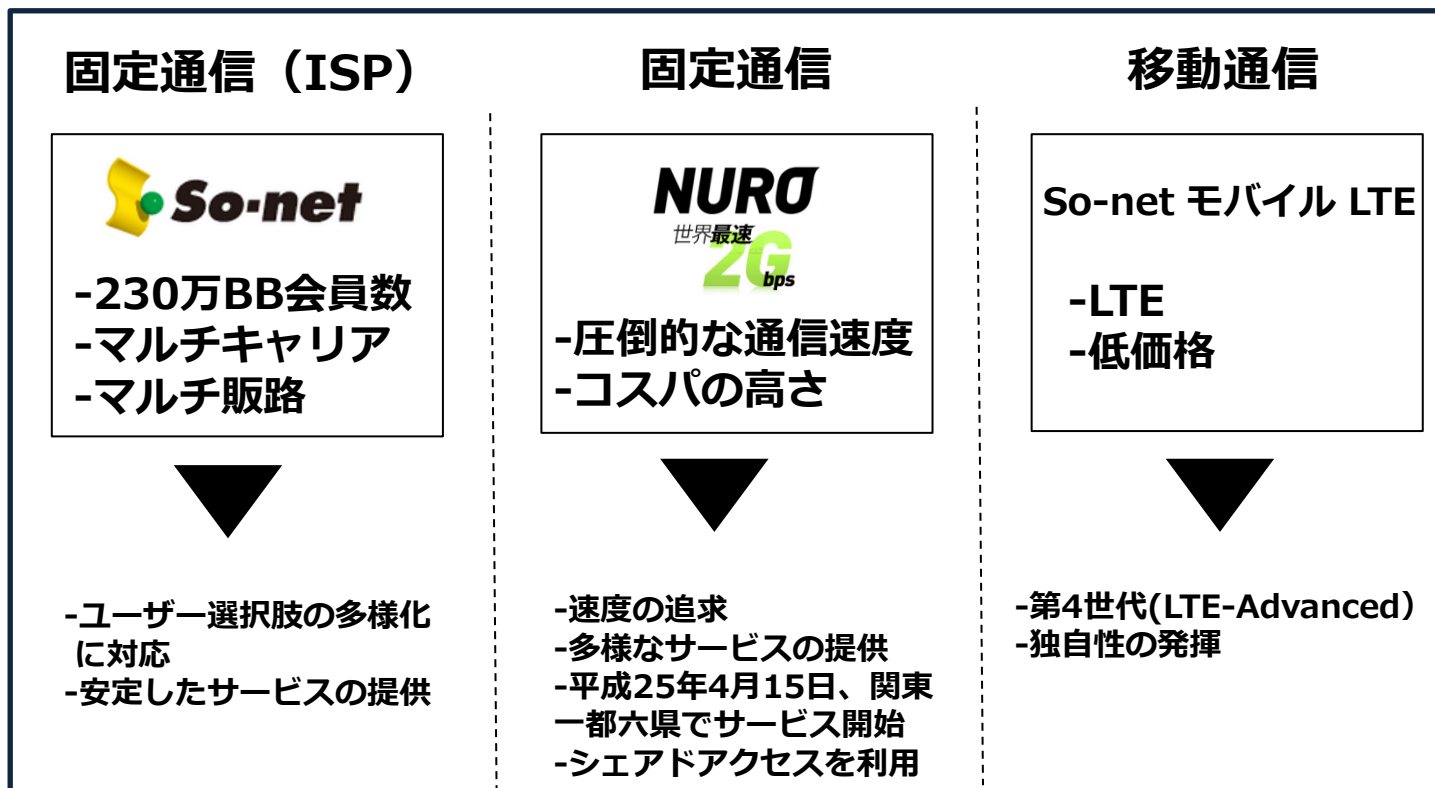 固定通信（ISP）
So-net
-230万BB会員数
-マルチキャリア
-マルチ販路
-ユーザー選択肢の多様化
に対応
-安定したサービスの提供
固定通信
NURO
世界最速
2Gbps
-圧倒的な通信速度
-コスパの高さ
-速度の追求
-多様なサービスの提供
-平成25年4月15日、関東
一都六県でサービス開始
-シェアドアクセスを利用
移動通信
So-net モバイル LTE
-LTE
-低価格
-第4世代(LTE-Advanced）
-独自性の発揮